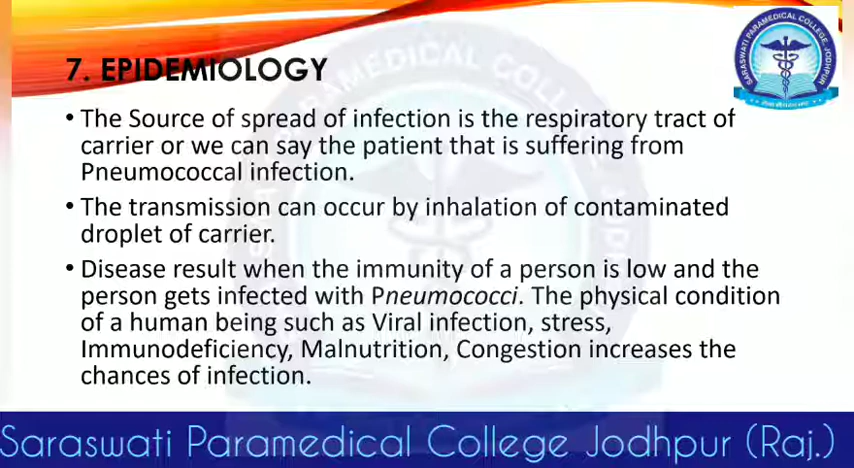 SARASWATI PARAMEDICAL COLLEGE, JODHPUR
7. EPIDEMIOLOGY
• The Source of spread of infection is the respiratory tract of
carrier or we can say the patient that is suffering from
Pneumococcal infection.
• The transmission can occur by inhalation of contaminated
droplet of carrier.
• Disease result when the immunity of a person is low and the
person gets infected with Pneumococci. The physical condition
of a human being such as Viral infection, stress,
Immunodeficiency, Malnutrition, Congestion increases the
chances of infection.
Saraswati Paramedical College Jodhpur (Raj.)